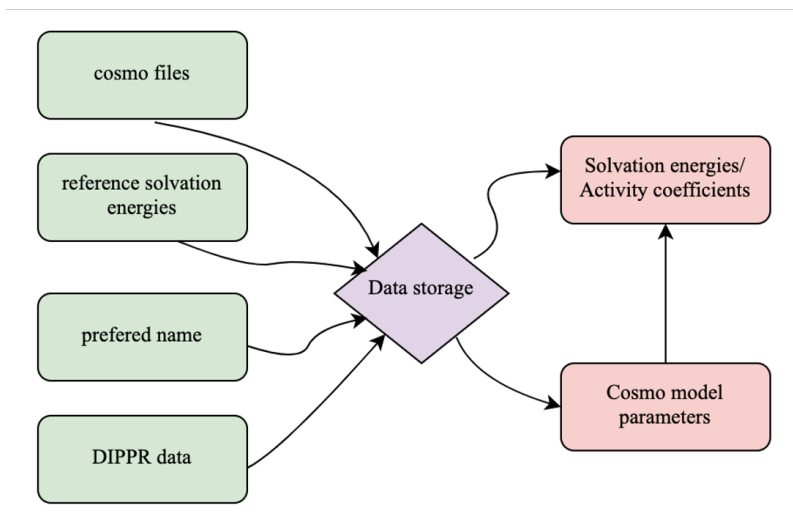 cosmo files
reference solvation
energies
prefered name
DIPPR data
Data storage
Solvation energies/
Activity coefficients
Cosmo model
parameters